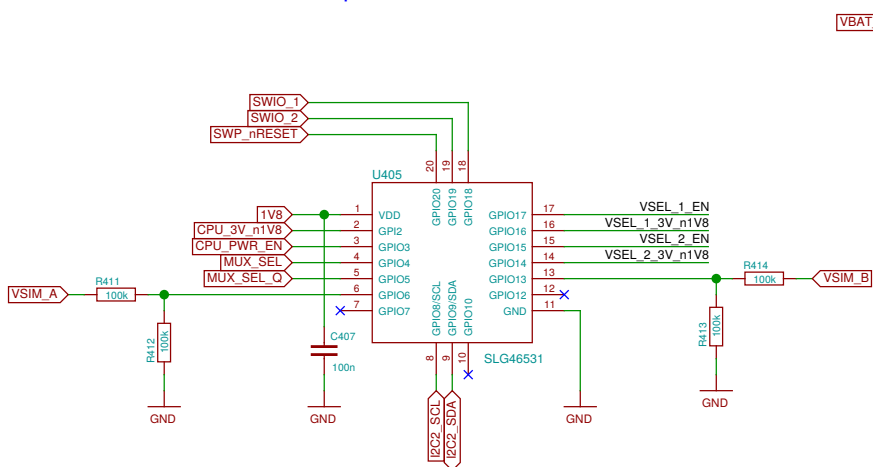 VBAT_
SWIO_1
SWIO_2
SWP_nRESET
U405
20
19
18
GPIO20
GPIO19
GPIO18
1V8
1
VDD
GPIO17
17
VSEL_1_EN
CPU_3V_n1V8
2
GPI2
GPIO16
16
VSEL_1_3V_n1V8
CPU_PWR_EN
3
GPIO3
GPIO15
15
VSEL_2_EN
MUX_SEL
4
GPIO4
GPIO14
14
VSEL_2_3V_n1V8
MUX_SEL_Q
5
GPIO5
GPIO13
13
R414
100k
VSIM_B
VSIM_A
R411
100k
6
GPIO6
GPIO12
12
7
GPIO7
GND
11
GPIO8/SCL
GPIO9/SDA
GPIO10
R412
100k
C407
100n
8
9
10
SLG46531
R413
100k
I2C2_SCL
I2C2_SDA
GND
GND
GND
GND